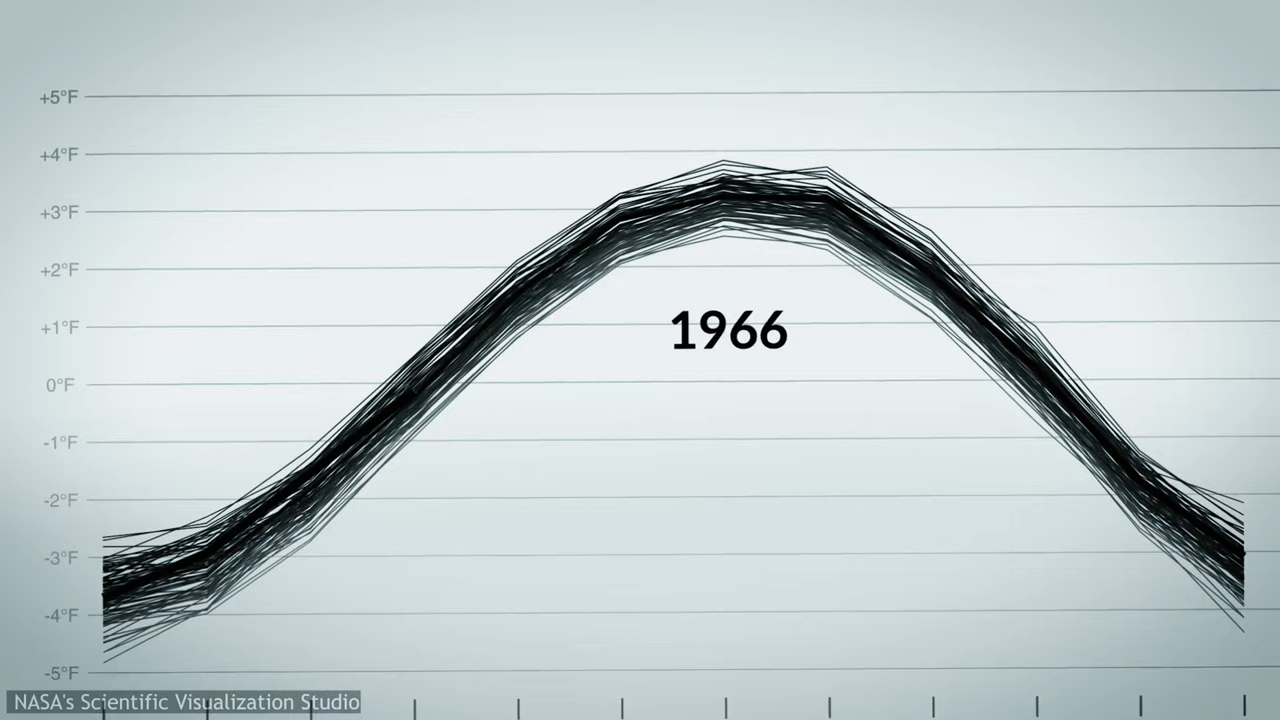 +5°F
+4°F
+3°F
+2°F
+1°F
1966
0°F
-1°F
-2°F
-3°F
-4°F
-5°F
NASA's Scientific Visualization Studio